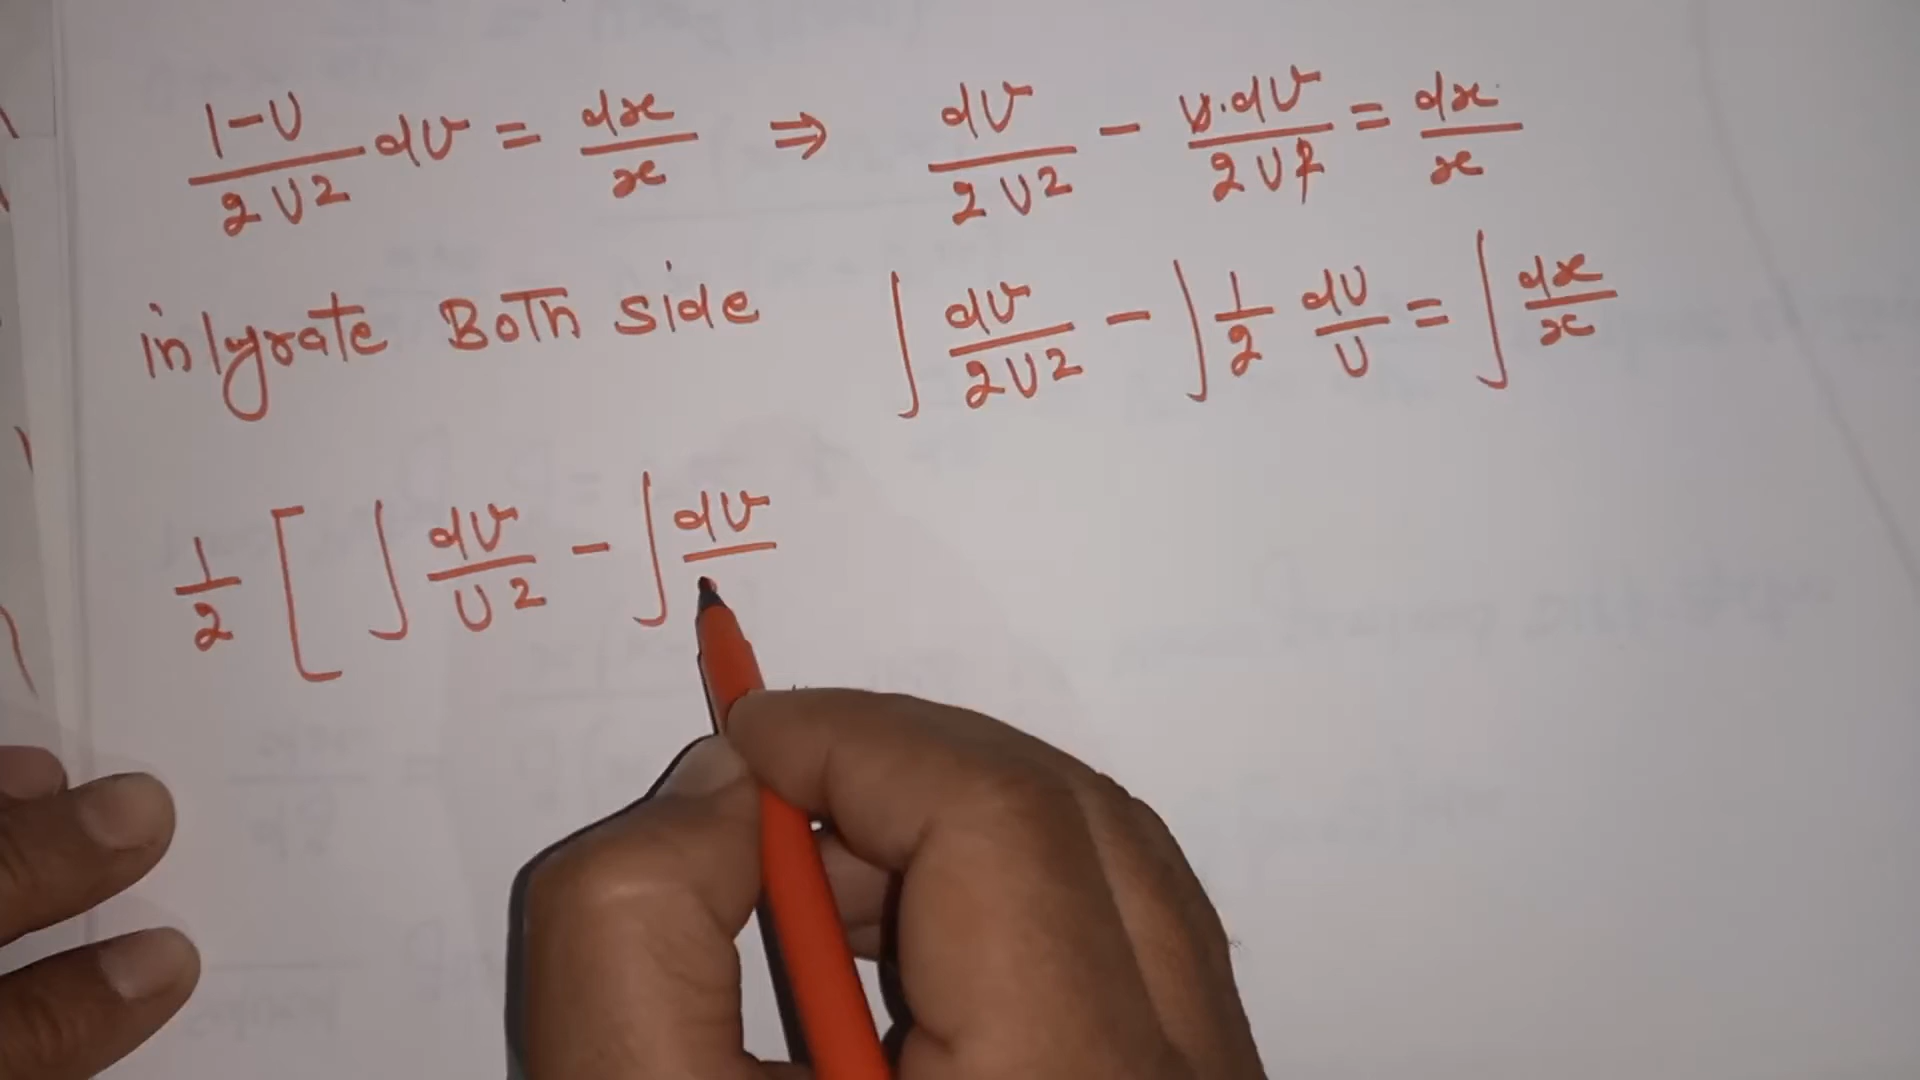 1-V/2V² dV = dx/x ⇒ dV/2V² - V.dV/2V² = dx/x
inlyrate Both side ∫ dV/2V² - ∫ 1/2 dV/V = ∫ dx/x
1/2 [ ∫ dV/V² - ∫ dV/